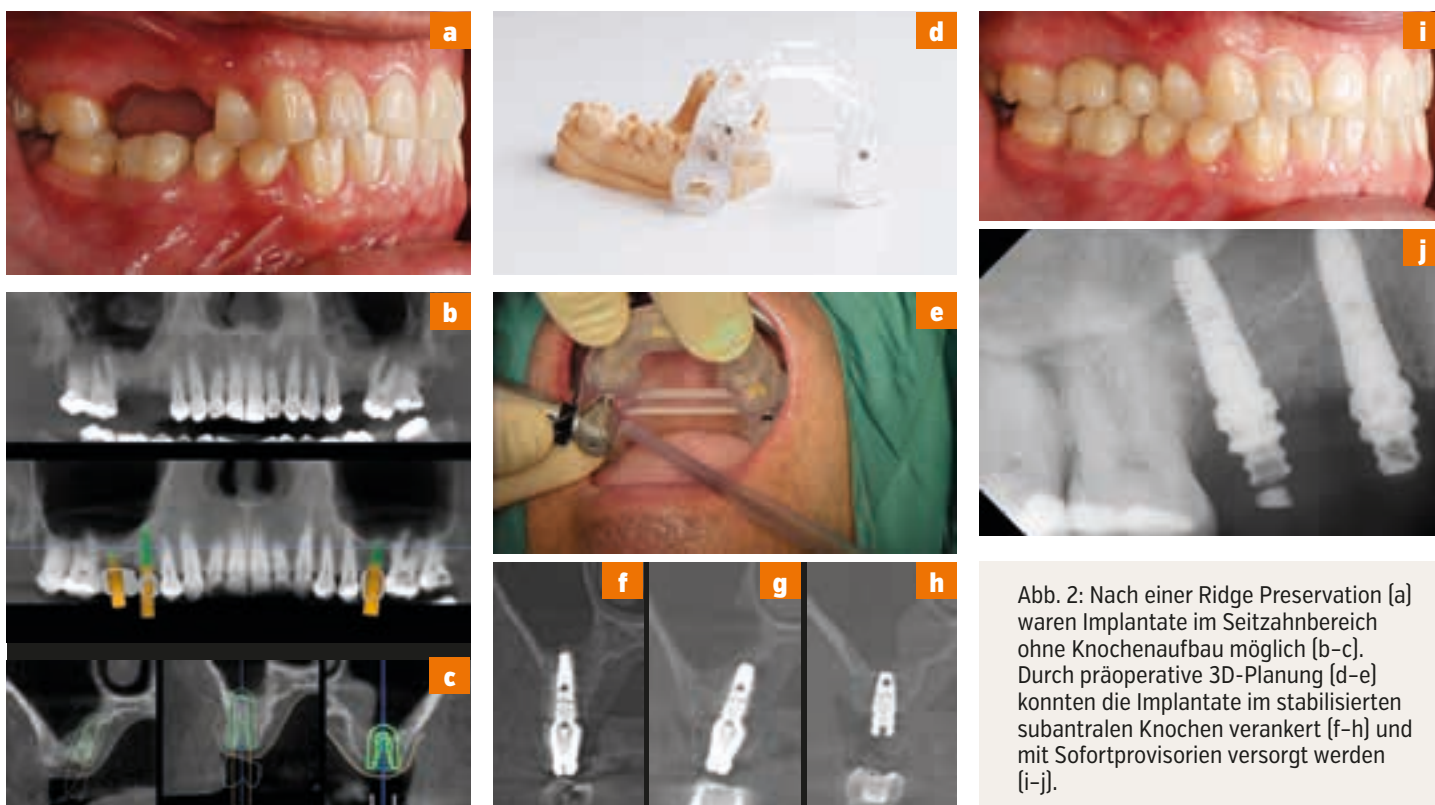 a
b
c
d
e
f
g
h
i
j
Abb. 2: Nach einer Ridge Preservation (a)
waren Implantate im Seitzahnbereich
ohne Knochenaufbau möglich (b–c).
Durch präoperative 3D-Planung (d–e)
konnten die Implantate im stabilisierten
subantralen Knochen verankert (f–h) und
mit Sofortprovisorien versorgt werden
(i–j).